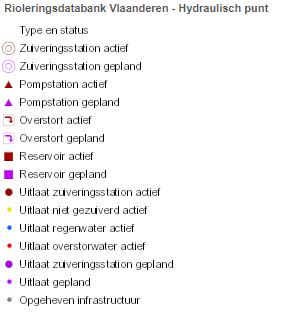 Rioleringsdatabank Vlaanderen - Hydraulisch punt
Type en status
Zuiveringsstation actief
Zuiveringsstation gepland
Pompstation actief
Pompstation gepland
Overstort actief
Overstort gepland
Reservoir actief
Reservoir gepland
Uitlaat zuiveringsstation actief
Uitlaat niet gezuiverd actief
Uitlaat regenwater actief
Uitlaat overstorwater actief
Uitlaat zuiveringsstation gepland
Uitlaat gepland
Opgeheven infrastructuur